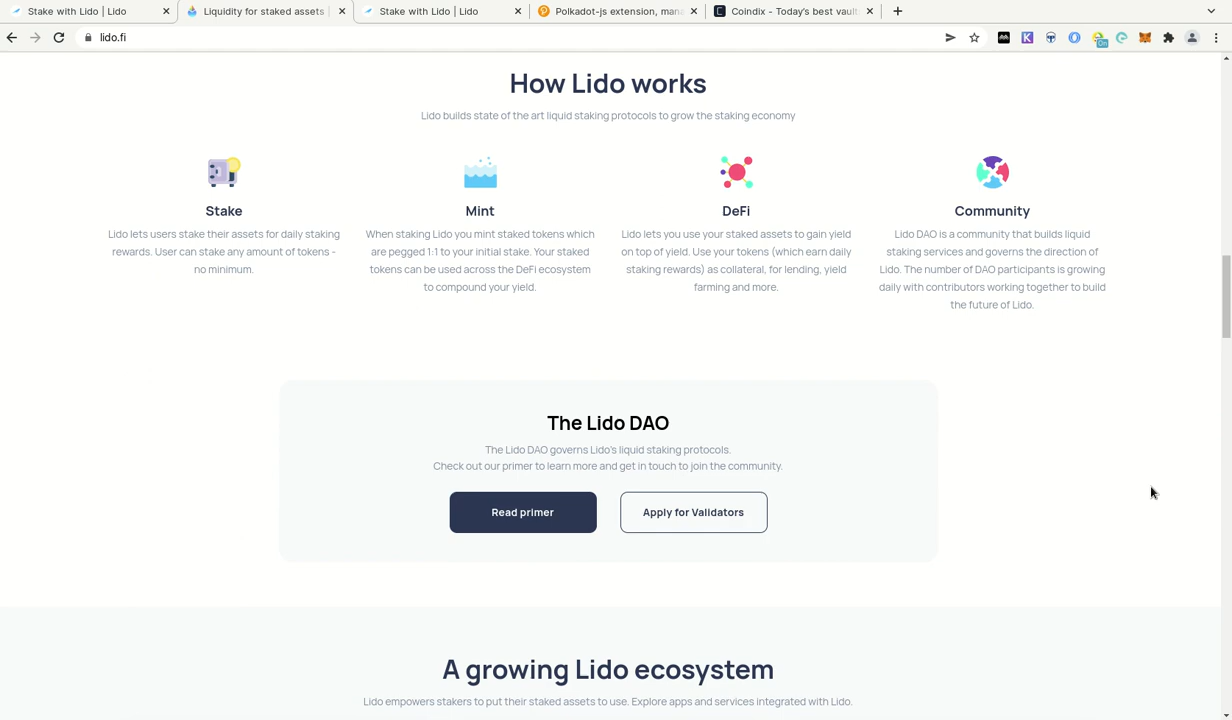 Stake with Lido | Lido
Liquidity for staked assets |
Stake with Lido | Lido
Polkadot-js extension, mana
Coindix - Today's best vault
lido.fi
On
How Lido works
Lido builds state of the art liquid staking protocols to grow the staking economy
Stake
Lido lets users stake their assets for daily staking
rewards. User can stake any amount of tokens -
no minimum.
Mint
When staking Lido you mint staked tokens which
are pegged 1:1 to your initial stake. Your staked
tokens can be used across the DeFi ecosystem
to compound your yield.
DeFi
Lido lets you use your staked assets to gain yield
on top of yield. Use your tokens (which earn daily
staking rewards) as collateral, for lending, yield
farming and more.
Community
Lido DAO is a community that builds liquid
staking services and governs the direction of
Lido. The number of DAO participants is growing
daily with contributors working together to build
the future of Lido.
The Lido DAO
The Lido DAO governs Lido's liquid staking protocols.
Check out our primer to learn more and get in touch to join the community.
Read primer
Apply for Validators
A growing Lido ecosystem
Lido empowers stakers to put their staked assets to use. Explore apps and services integrated with Lido.